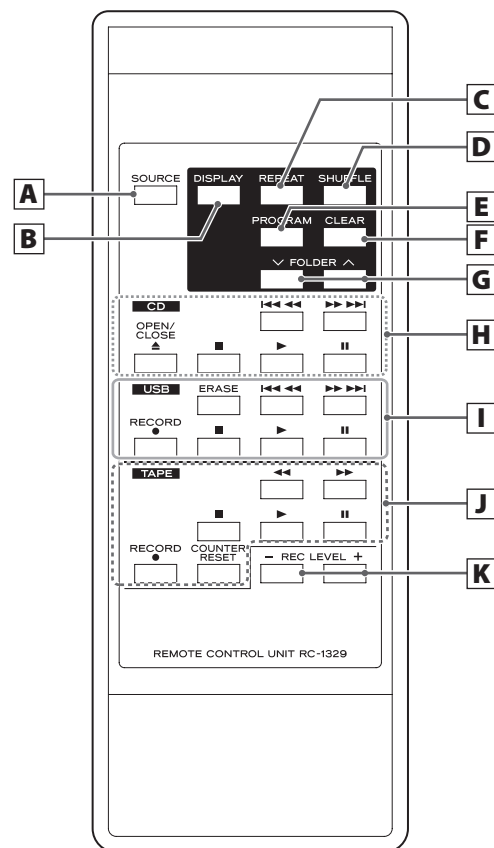 C
D
SOURCE DISPLAY REPEAT SHUFFLE
A
E
PROGRAM CLEAR
B
F
FOLDER
G
CD
OPEN/
CLOSE
H
USB ERASE
I
RECORD
TAPE
J
RECORD COUNTER
RESET
− REC LEVEL +
K
REMOTE CONTROL UNIT RC-1329